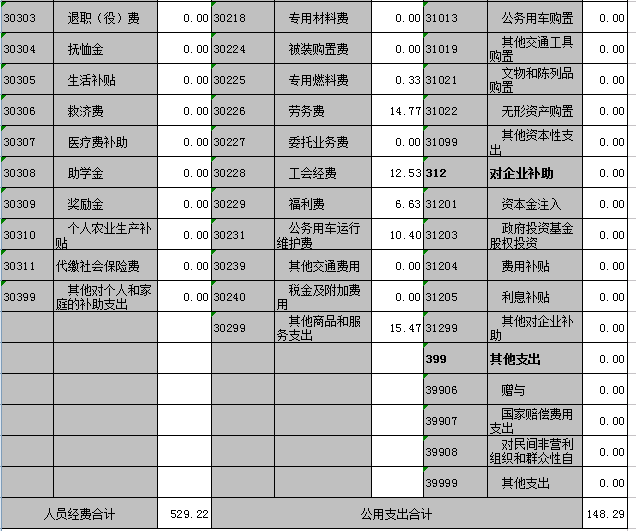 30303 退职（役）费 0.00 30218 专用材料费 0.00 31013 公务用车购置 0.00
30304 抚恤金 0.00 30224 被装购置费 0.00 31019 其他交通工具购置 0.00
30305 生活补贴 0.00 30225 专用燃料费 0.33 31021 文物和陈列品购置 0.00
30306 救济费 0.00 30226 劳务费 14.77 31022 无形资产购置 0.00
30307 医疗费补助 0.00 30227 委托业务费 0.00 31099 其他资本性支出 0.00
30308 助学金 0.00 30228 工会经费 12.53 312 对企业补助 0.00
30309 奖励金 0.00 30229 福利费 6.63 31201 资本金注入 0.00
30310 个人农业生产补贴 0.00 30231 公务用车运行维护费 10.40 31203 政府投资基金股权投资 0.00
30311 代缴社会保险费 0.00 30239 其他交通费用 0.00 31204 费用补贴 0.00
30399 其他对个人和家庭的补助支出 0.00 30240 税金及附加费用 0.00 31205 利息补贴 0.00
30299 其他商品和服务支出 15.47 31299 其他对企业补助 0.00
399 其他支出 0.00
39906 赠与 0.00
39907 国家赔偿费用支出 0.00
39908 对民间非营利组织和群众性自 0.00
39999 其他支出 0.00
人员经费合计 529.22 公用支出合计 148.29